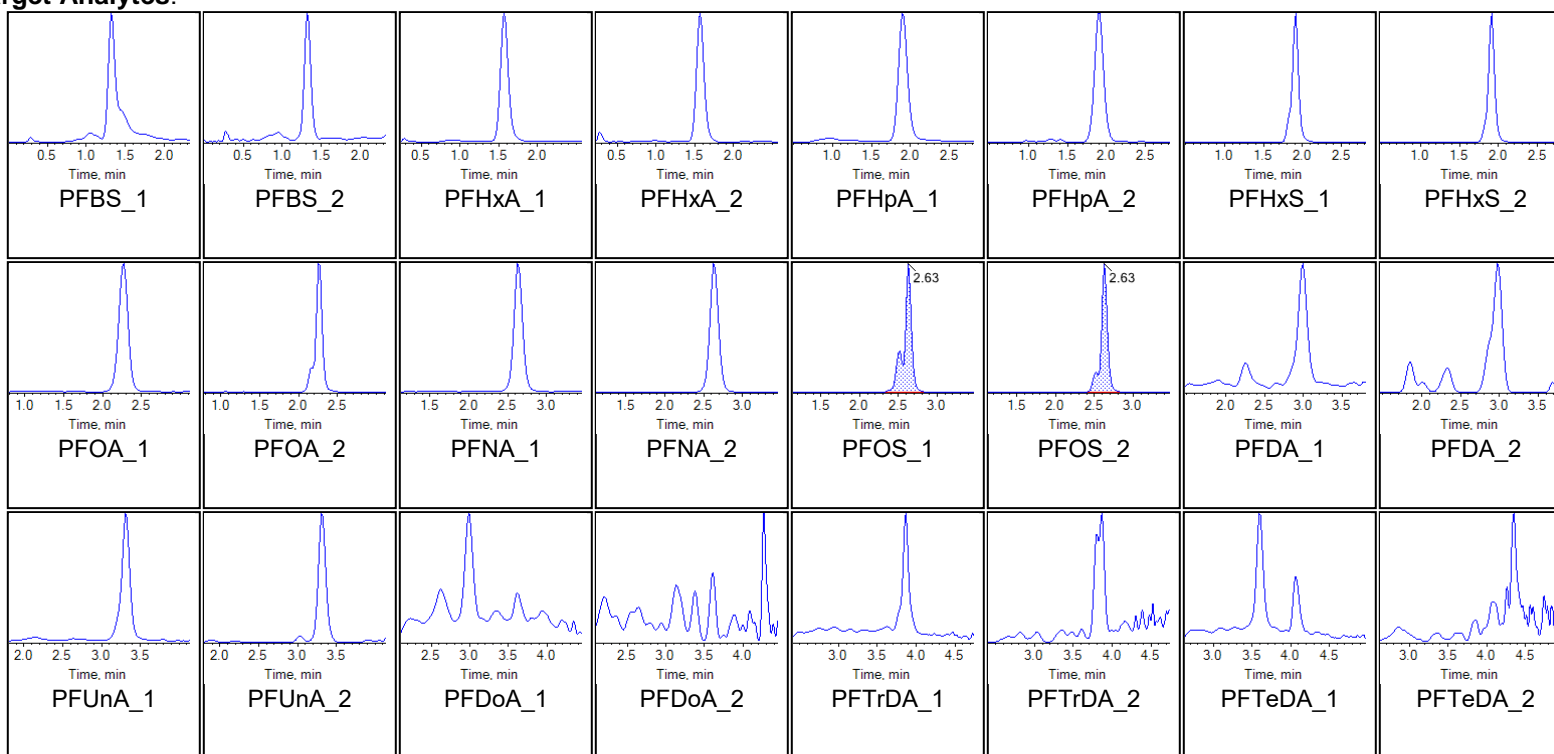 arget Analytes:
0.5 1.0 1.5 2.0 0.5 1.0 1.5 2.0 0.5 1.0 1.5 2.0 0.5 1.0 1.5 2.0 1.0 1.5 2.0 2.5 1.0 1.5 2.0 2.5 1.0 1.5 2.0 2.5 1.0 1.5 2.0 2.5
Time, min Time, min Time, min Time, min Time, min Time, min Time, min Time, min
PFBS_1 PFBS_2 PFHxA_1 PFHxA_2 PFHpA_1 PFHpA_2 PFHxS_1 PFHxS_2
2.63 2.63
1.0 1.5 2.0 2.5 1.0 1.5 2.0 2.5 1.5 2.0 2.5 3.0 1.5 2.0 2.5 3.0 1.5 2.0 2.5 3.0 1.5 2.0 2.5 3.0 2.0 2.5 3.0 3.5 2.0 2.5 3.0 3.5
Time, min Time, min Time, min Time, min Time, min Time, min Time, min Time, min
PFOA_1 PFOA_2 PFNA_1 PFNA_2 PFOS_1 PFOS_2 PFDA_1 PFDA_2
2.0 2.5 3.0 3.5 4.0 2.0 2.5 3.0 3.5 4.0 2.5 3.0 3.5 4.0 2.5 3.0 3.5 4.0 3.0 3.5 4.0 4.5 3.0 3.5 4.0 4.5 3.0 3.5 4.0 4.5 3.0 3.5 4.0 4.5
Time, min Time, min Time, min Time, min Time, min Time, min Time, min Time, min
PFUnA_1 PFUnA_2 PFDoA_1 PFDoA_2 PFTrDA_1 PFTrDA_2 PFTeDA_1 PFTeDA_2